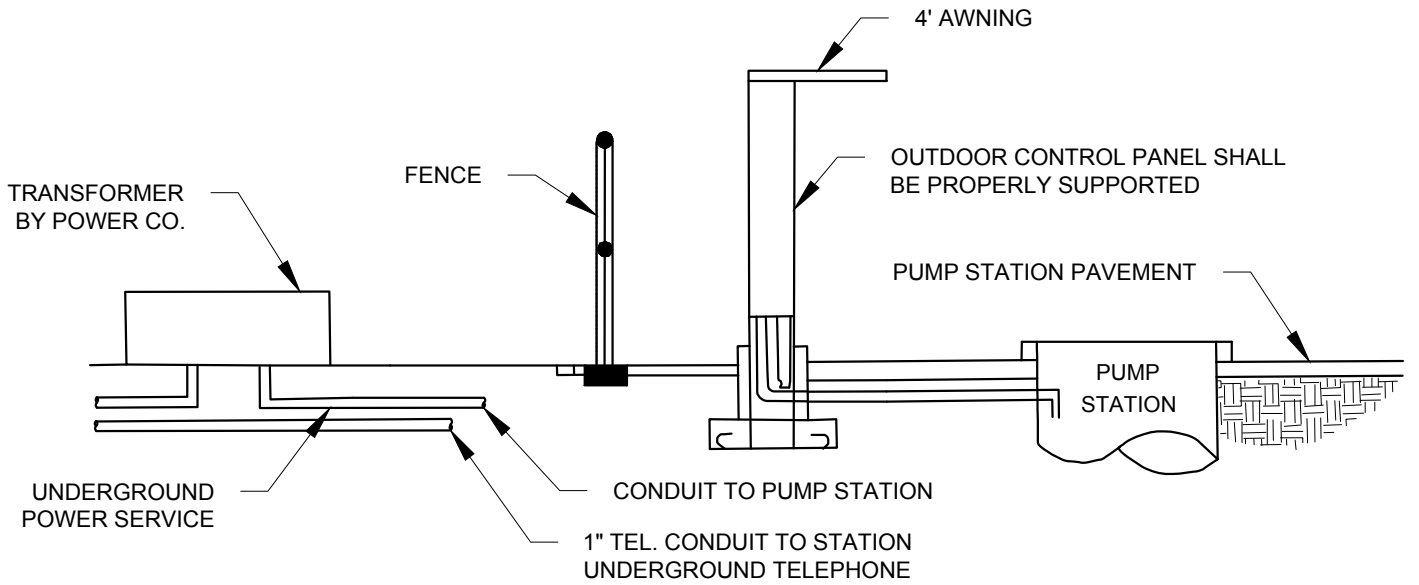 4' AWNING
FENCE
OUTDOOR CONTROL PANEL SHALL
BE PROPERLY SUPPORTED
TRANSFORMER
BY POWER CO.
PUMP STATION PAVEMENT
PUMP
STATION
UNDERGROUND
POWER SERVICE
CONDUIT TO PUMP STATION
1" TEL. CONDUIT TO STATION
UNDERGROUND TELEPHONE